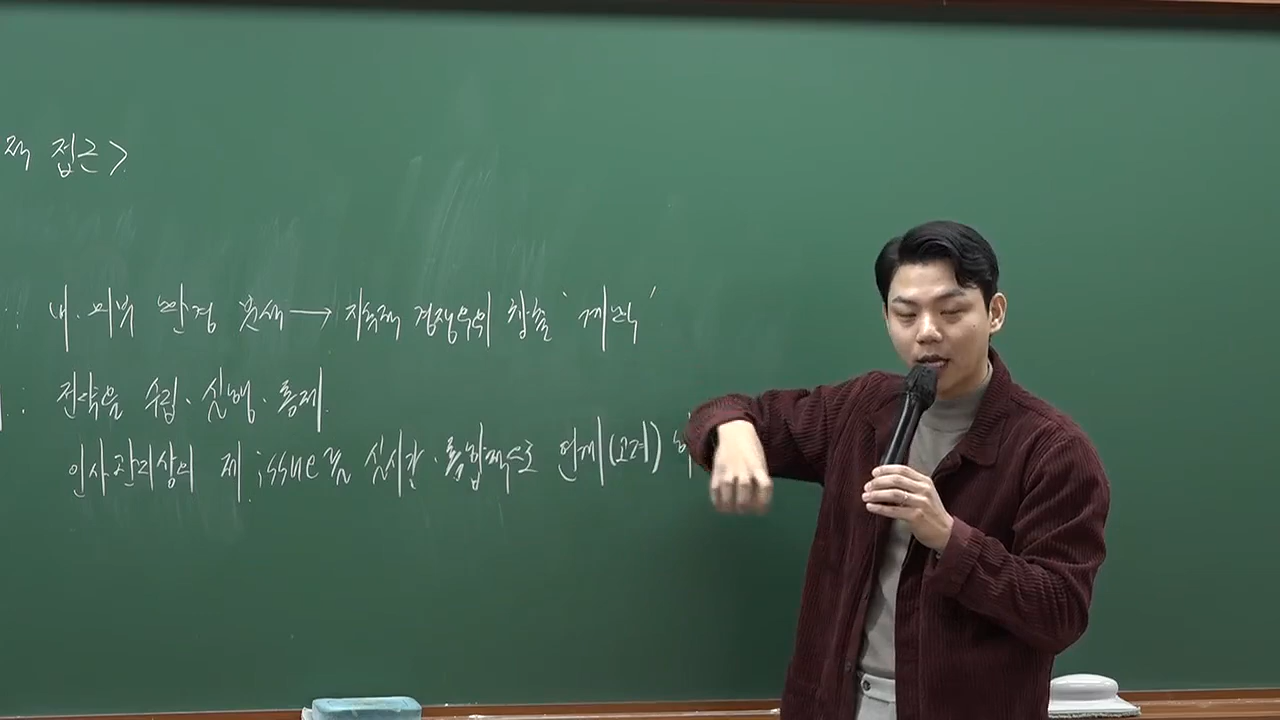 적 접근>
: 내·외부 환경 분석 → 지속적 경쟁우위 창출 '계획'
: 전략을 수립·실행·통제
인사관리상의 제 issue를 실시간·통합적으로 연계(고려)